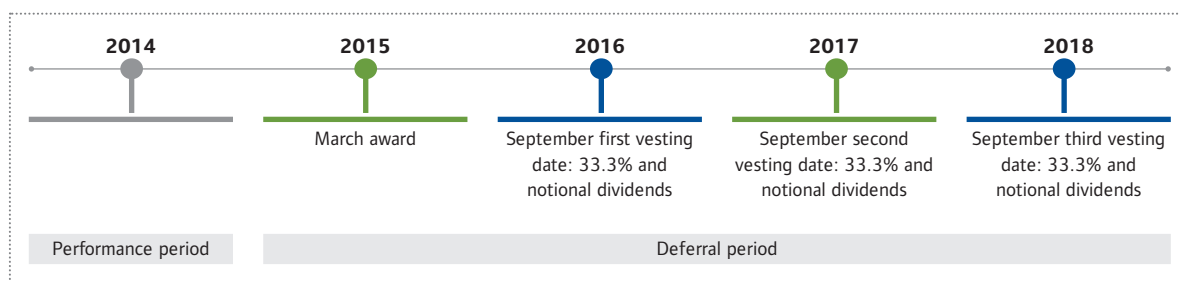 2014
2015
2016
2017
2018
March award
September first vesting
date: 33.3% and
notional dividends
September second
vesting date: 33.3% and
notional dividends
September third vesting
date: 33.3% and
notional dividends
Performance period
Deferral period